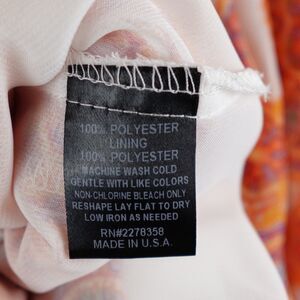 100% POLYESTER
LINING
100% POLYESTER
MACHINE WASH COLD
GENTLE WITH LIKE COLORS
NON-CHLORINE BLEACH ONLY
RESHAPE LAY FLAT TO DRY
LOW IRON AS NEEDED
RN#2278358
MADE IN U.S.A.